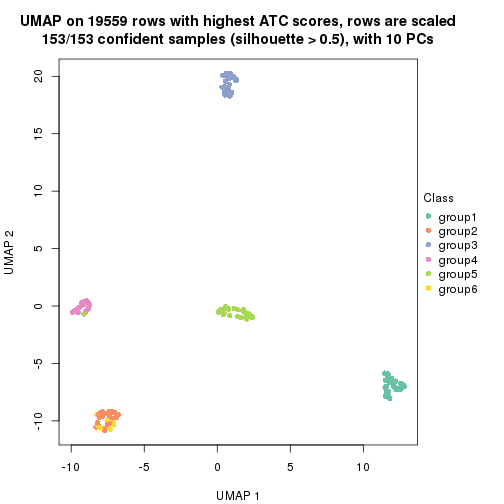 UMAP on 19559 rows with highest ATC scores, rows are scaled
153/153 confident samples (silhouette > 0.5), with 10 PCs
20
15
10
5
0
-5
-10
UMAP 2
-10
-5
0
5
10
UMAP 1
Class
group1
group2
group3
group4
group5
group6